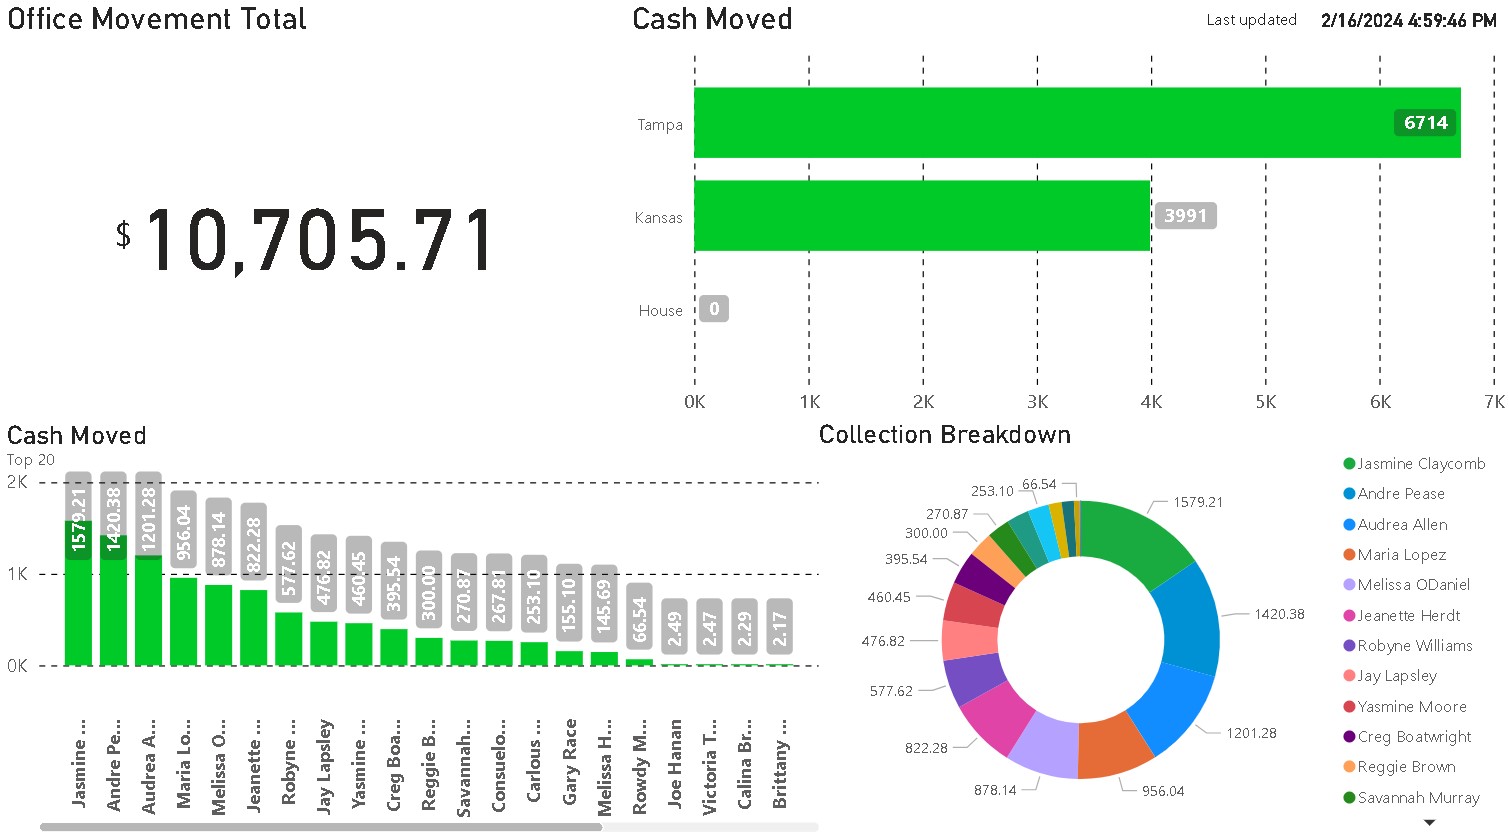 Office Movement Total
$ 10,705.71
Cash Moved
Last updated 2/16/2024 4:59:46 PM
Tampa 6714
Kansas 3991
House 0
0K 1K 2K 3K 4K 5K 6K 7K
Cash Moved
Top 20
2K
1K
0K
1579.21 1420.38 1201.28 956.04 878.14 822.28 577.62 476.82 460.45 395.54 300.00 270.87 267.81 253.10 155.10 145.69 66.54 2.49 2.47 2.29 2.17
Jasmine ...
Andre Pe...
Audrea A...
Maria Lo...
Melissa O...
Jeanette ...
Robyne ...
Jay Lapsley
Yasmine ...
Creg Boa...
Reggie B...
Savannah...
Consuelo...
Carlous ...
Gary Race
Melissa H...
Rowdy M...
Joe Hanan
Victoria T...
Calina Br...
Brittany ...
Collection Breakdown
1579.21
1420.38
1201.28
956.04
878.14
822.28
577.62
476.82
460.45
395.54
300.00
270.87
253.10
66.54
Jasmine Claycomb
Andre Pease
Audrea Allen
Maria Lopez
Melissa ODaniel
Jeanette Herdt
Robyne Williams
Jay Lapsley
Yasmine Moore
Creg Boatwright
Reggie Brown
Savannah Murray